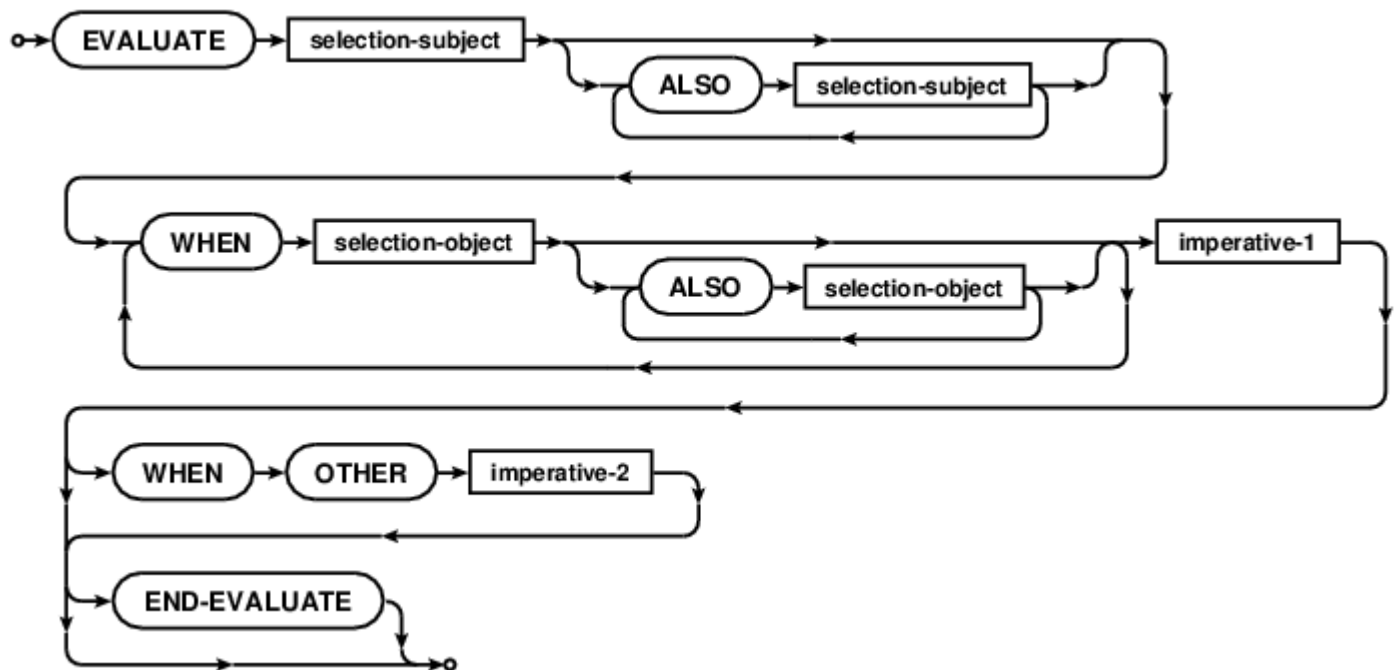 EVALUATE selection-subject
ALSO selection-subject
WHEN selection-object imperative-1
ALSO selection-object
WHEN OTHER imperative-2
END-EVALUATE